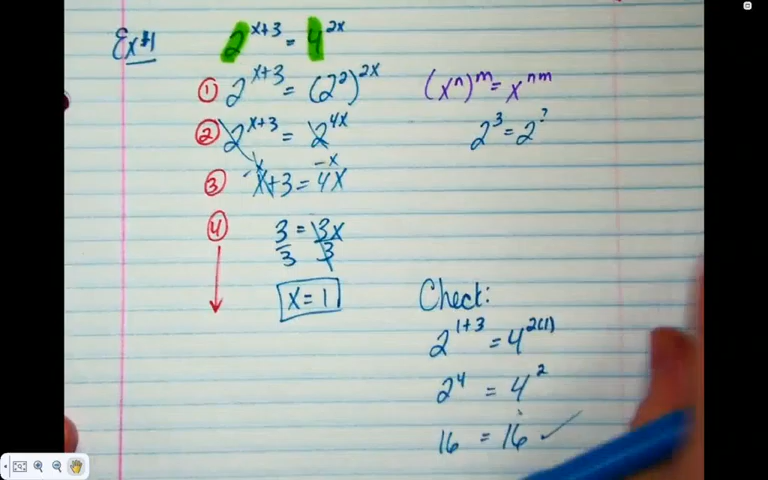 Ex#1 2^{x+3} = 4^{2x}
① 2^{x+3} = (2^2)^{2x}
② 2^{x+3} = 2^{4x}
-x -x
③ x+3 = 4x
④ 3/3 = 3x/3
x = 1
(x^n)^m = x^{nm}
2^3 = 2^?
Check:
2^{1+3} = 4^{2(1)}
2^4 = 4^2
16 = 16 ✓